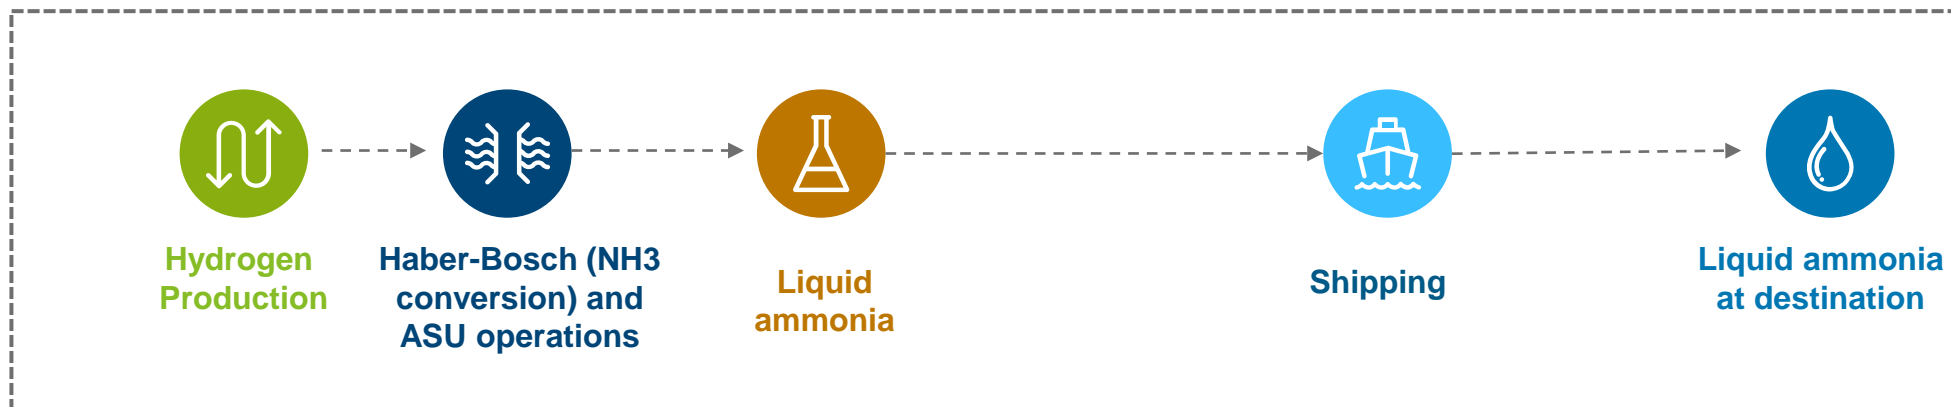 Hydrogen
Production
Haber-Bosch (NH3
conversion) and
ASU operations
Liquid
ammonia
Shipping
Liquid ammonia
at destination